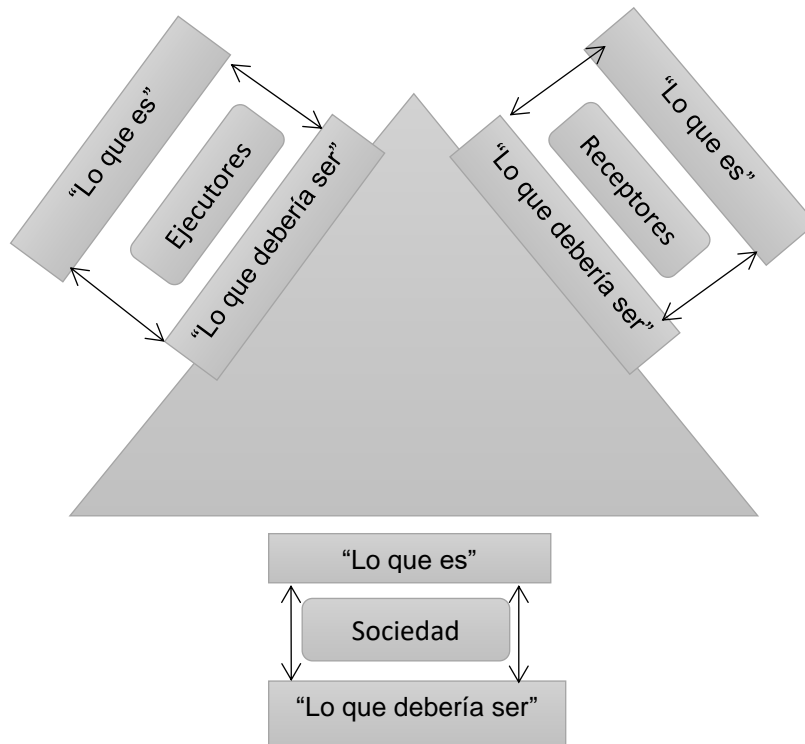 “Lo que es”
Ejecutores
“Lo que debería ser”
“Lo que es”
Receptores
“Lo que debería ser”
“Lo que es”
Sociedad
“Lo que debería ser”